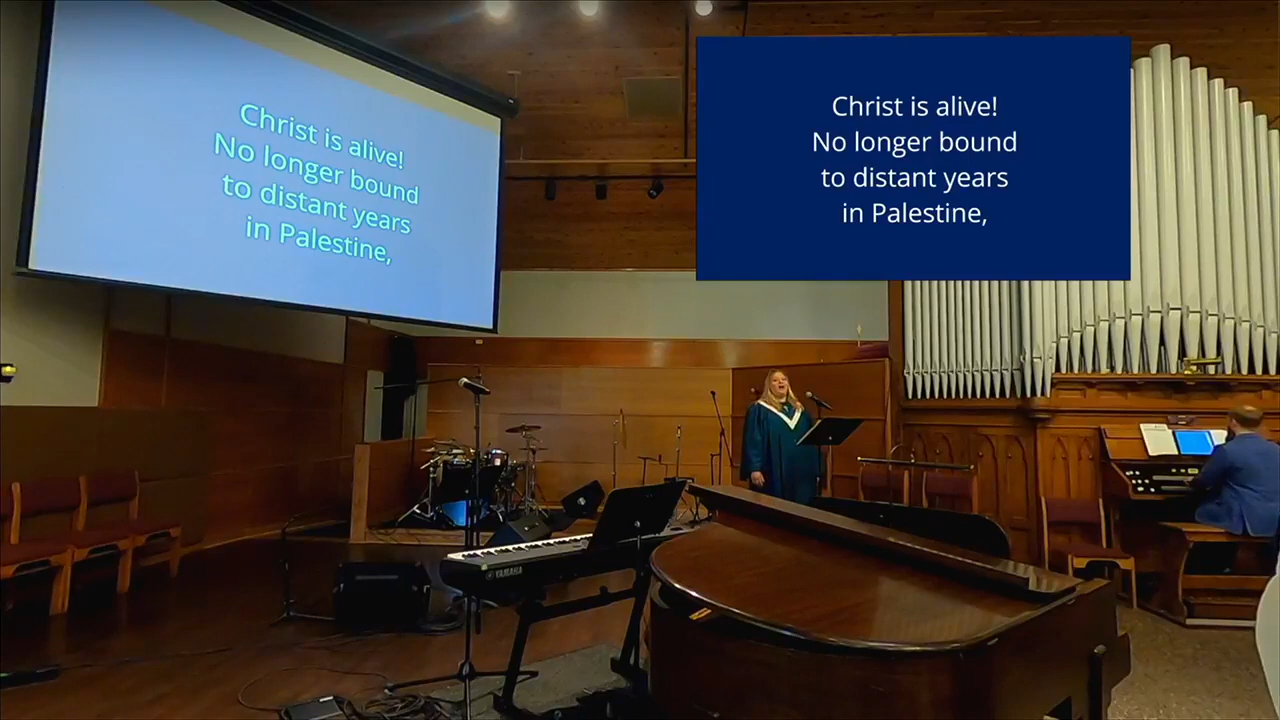 Christ is alive!
No longer bound
to distant years
in Palestine,
Christ is alive!
No longer bound
to distant years
in Palestine,
YAMAHA